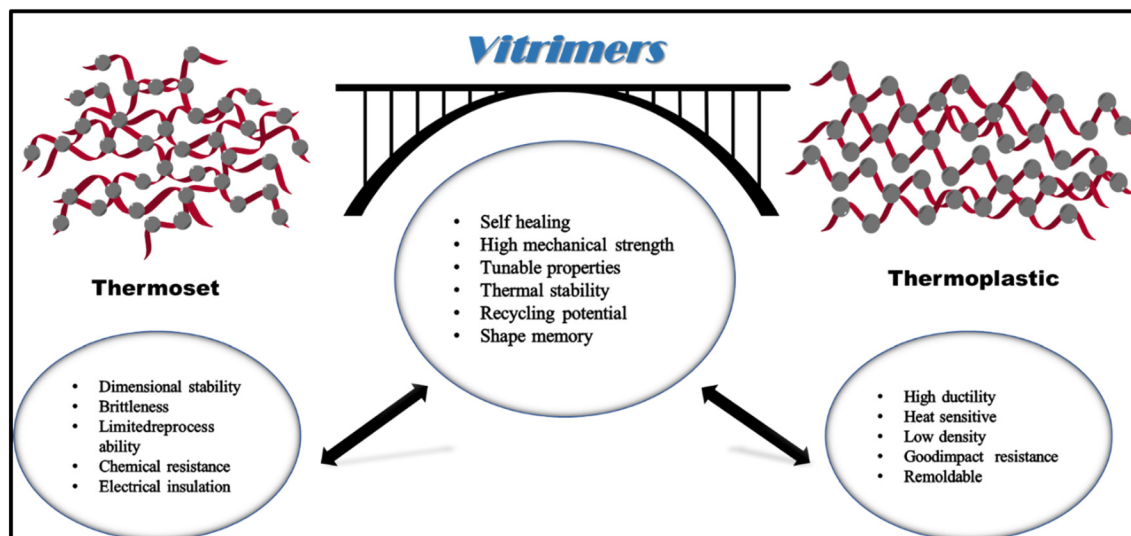 Vitrimers
Self healing
High mechanical strength
Tunable properties
Thermal stability
Recycling potential
Shape memory
Thermoset
Dimensional stability
Brittleness
Limitedreprocess
ability
Chemical resistance
Electrical insulation
Thermoplastic
High ductility
Heat sensitive
Low density
Goodimpact resistance
Remoldable